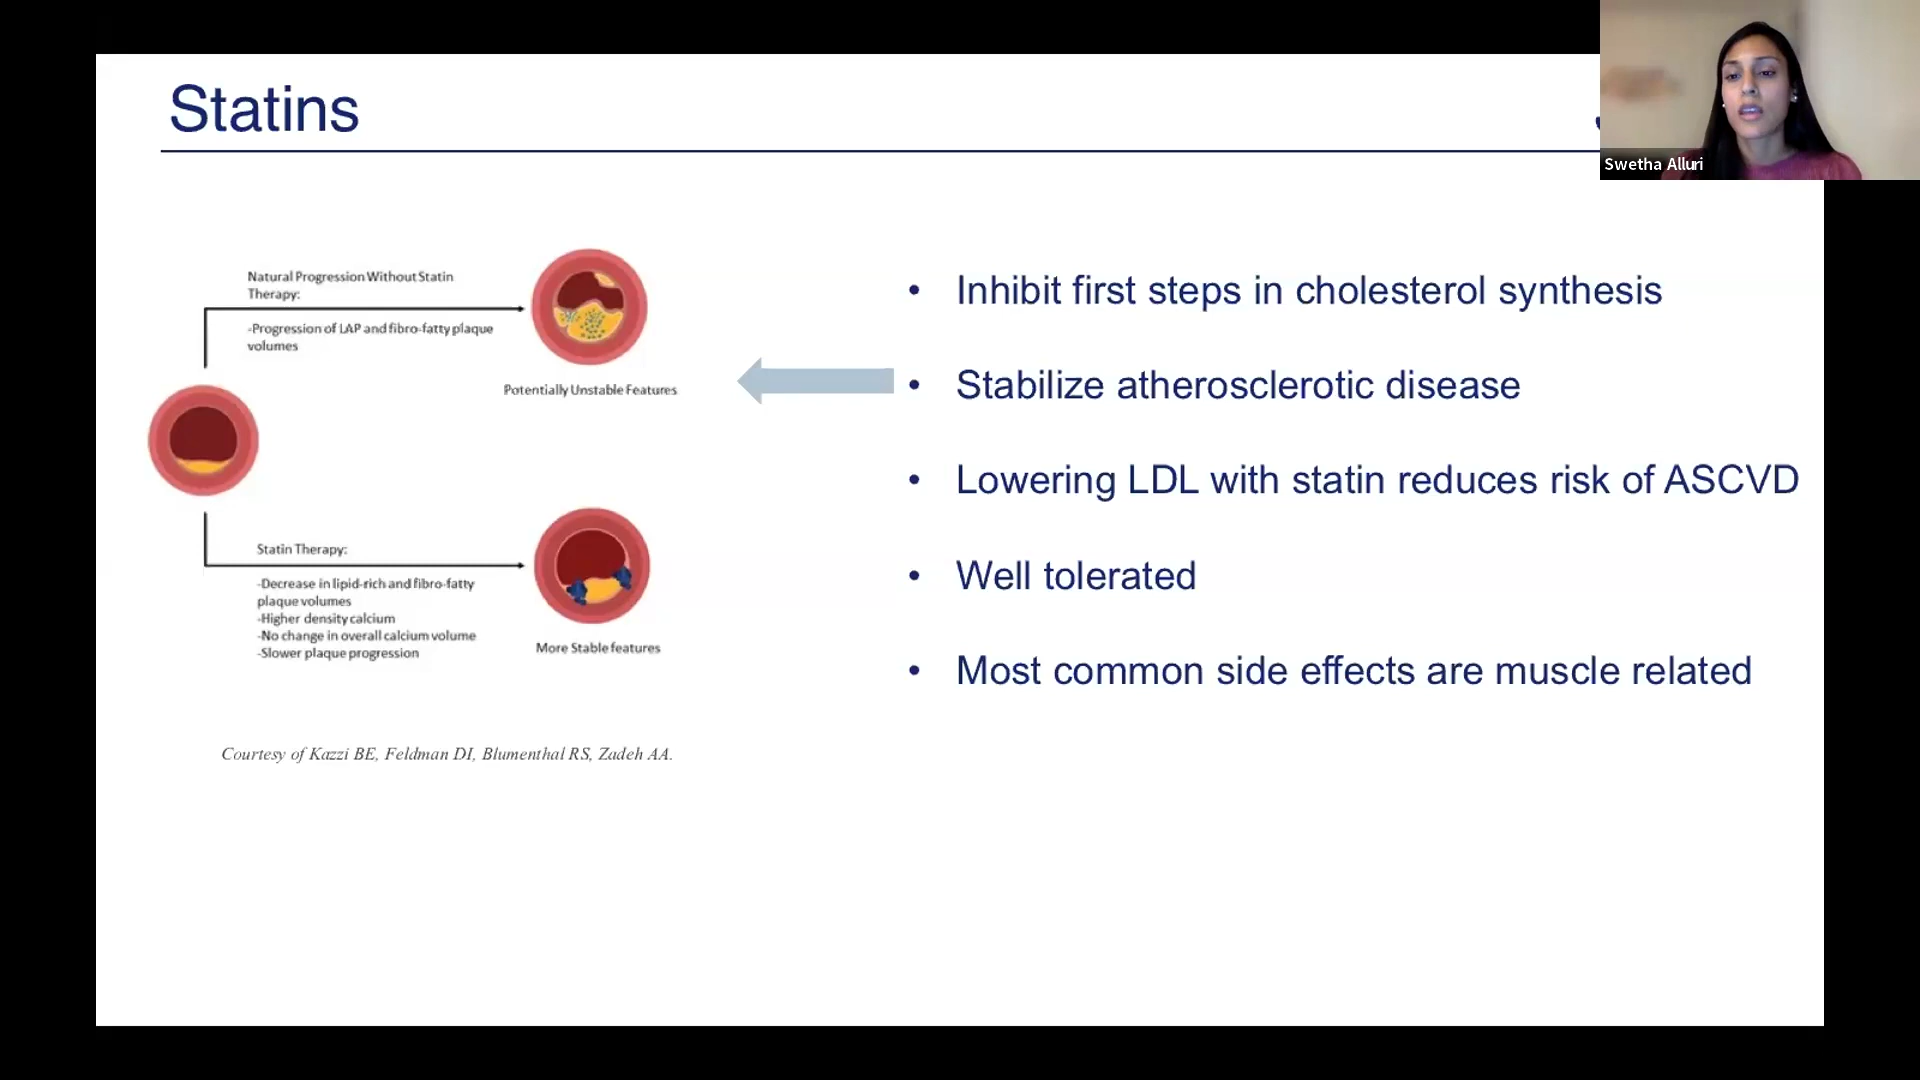 Statins
Swetha Alluri
Natural Progression Without Statin
Therapy:
-Progression of LAP and fibro-fatty plaque
volumes
Potentially Unstable Features
Statin Therapy:
-Decrease in lipid-rich and fibro-fatty
plaque volumes
-Higher density calcium
-No change in overall calcium volume
-Slower plaque progression
More Stable features
Courtesy of Kazzi BE, Feldman DI, Blumenthal RS, Zadeh AA.
• Inhibit first steps in cholesterol synthesis
• Stabilize atherosclerotic disease
• Lowering LDL with statin reduces risk of ASCVD
• Well tolerated
• Most common side effects are muscle related